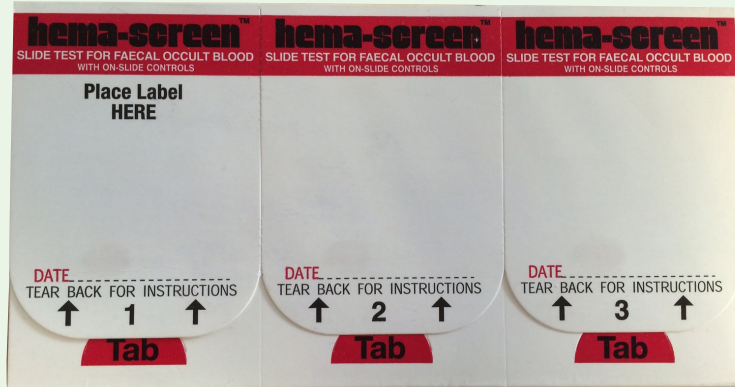 hema-screen™
SLIDE TEST FOR FAECAL OCCULT BLOOD
WITH ON-SLIDE CONTROLS
Place Label
HERE
DATE
TEAR BACK FOR INSTRUCTIONS
1
Tab
hema-screen™
SLIDE TEST FOR FAECAL OCCULT BLOOD
WITH ON-SLIDE CONTROLS
DATE
TEAR BACK FOR INSTRUCTIONS
2
Tab
hema-screen™
SLIDE TEST FOR FAECAL OCCULT BLOOD
WITH ON-SLIDE CONTROLS
DATE
TEAR BACK FOR INSTRUCTIONS
3
Tab